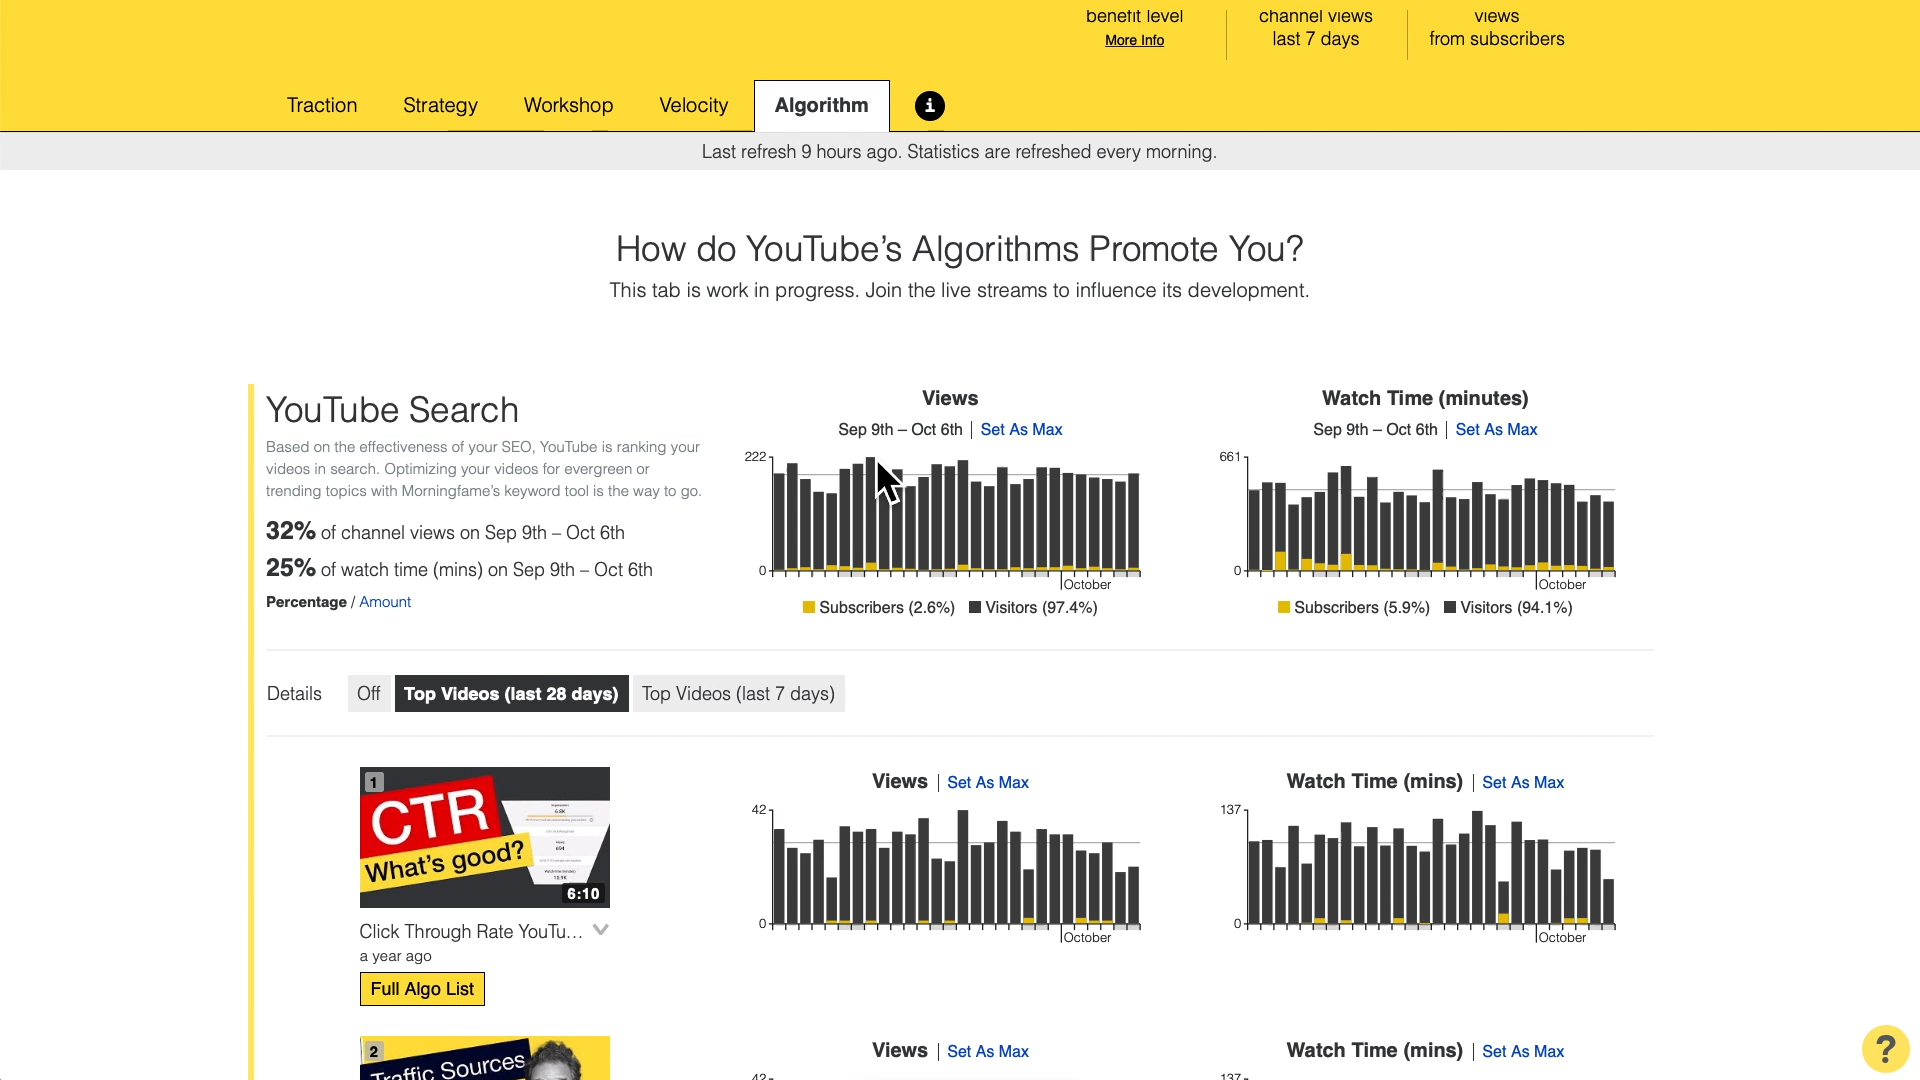 benefit level
More Info
channel views
last 7 days
views
from subscribers
Traction
Strategy
Workshop
Velocity
Algorithm
i
Last refresh 9 hours ago. Statistics are refreshed every morning.
How do YouTube's Algorithms Promote You?
This tab is work in progress. Join the live streams to influence its development.
YouTube Search
Based on the effectiveness of your SEO, YouTube is ranking your
videos in search. Optimizing your videos for evergreen or
trending topics with Morningfame's keyword tool is the way to go.
32% of channel views on Sep 9th – Oct 6th
25% of watch time (mins) on Sep 9th – Oct 6th
Percentage / Amount
Views
Sep 9th – Oct 6th | Set As Max
222
0
October
Subscribers (2.6%) Visitors (97.4%)
Watch Time (minutes)
Sep 9th – Oct 6th | Set As Max
661
0
October
Subscribers (5.9%) Visitors (94.1%)
Details
Off
Top Videos (last 28 days)
Top Videos (last 7 days)
1
CTR
What's good?
6:10
Click Through Rate YouTu...
a year ago
Full Algo List
Views | Set As Max
42
0
October
Watch Time (mins) | Set As Max
137
0
October
2
Traffic Sources
Views | Set As Max
42
Watch Time (mins) | Set As Max
137
?